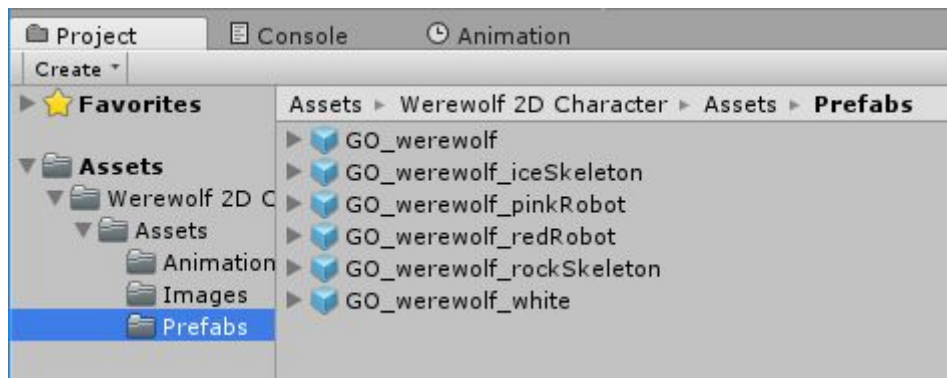 Project Console Animation
Create
Favorites
Assets
Werewolf 2D C
Assets
Animation
Images
Prefabs
Assets Werewolf 2D Character Assets Prefabs
GO_werewolf
GO_werewolf_iceSkeleton
GO_werewolf_pinkRobot
GO_werewolf_redRobot
GO_werewolf_rockSkeleton
GO_werewolf_white